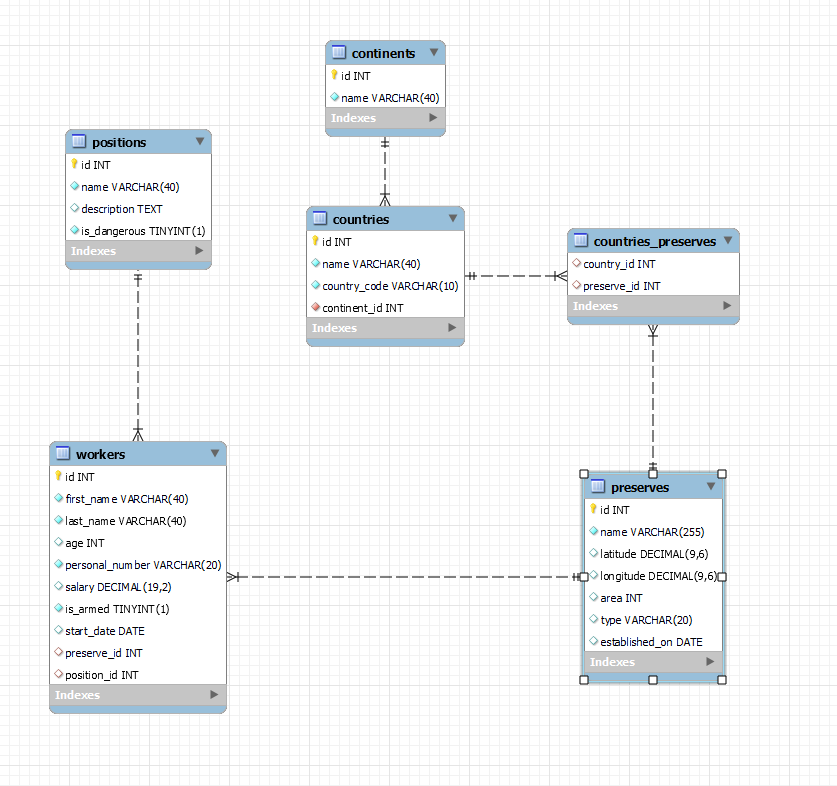 continents
id INT
name VARCHAR(40)
Indexes
positions
id INT
name VARCHAR(40)
description TEXT
is_dangerous TINYINT(1)
Indexes
countries
id INT
name VARCHAR(40)
country_code VARCHAR(10)
continent_id INT
Indexes
countries_preserves
country_id INT
preserve_id INT
Indexes
workers
id INT
first_name VARCHAR(40)
last_name VARCHAR(40)
age INT
personal_number VARCHAR(20)
salary DECIMAL(19,2)
is_armed TINYINT(1)
start_date DATE
preserve_id INT
position_id INT
Indexes
preserves
id INT
name VARCHAR(255)
latitude DECIMAL(9,6)
longitude DECIMAL(9,6)
area INT
type VARCHAR(20)
established_on DATE
Indexes